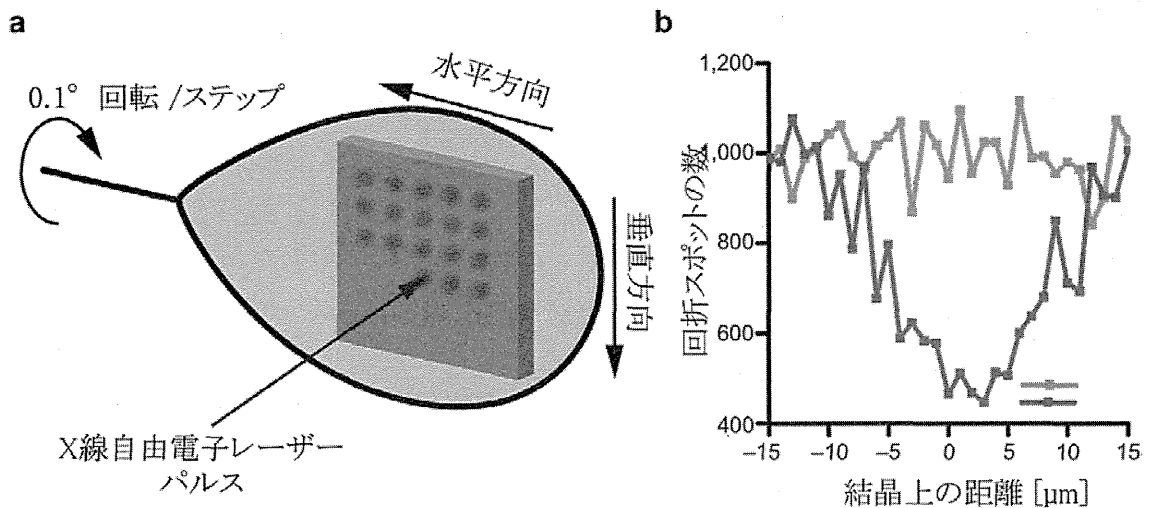 a
0.1° 回転 /ステップ
水平方向
垂直方向
X線自由電子レーザー
パルス
b
回折スポットの数
1,200
1,000
800
600
400
–15
–10
–5
0
5
10
15
結晶上の距離 [µm]